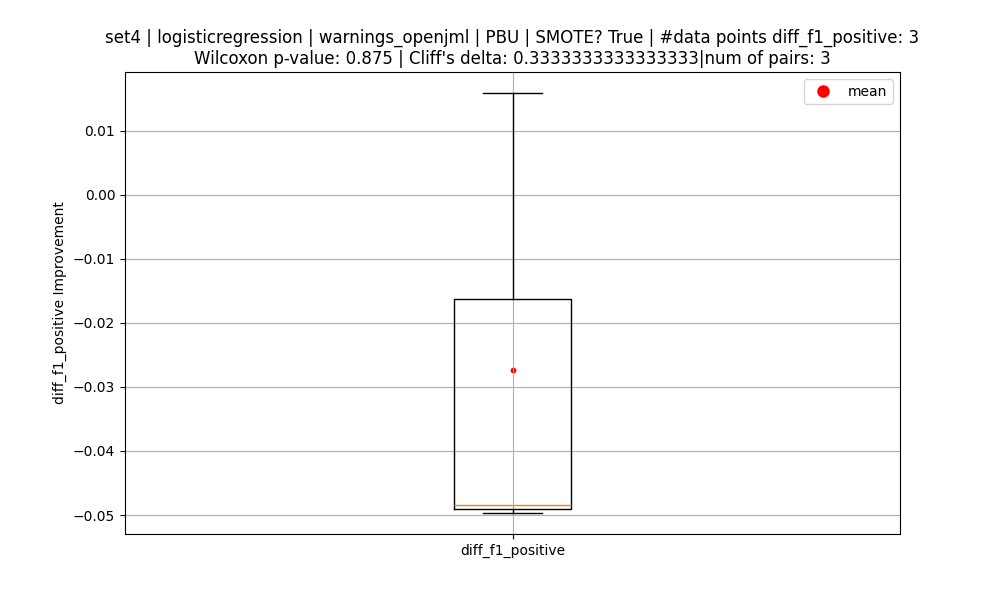 set4 | logisticregression | warnings_openjml | PBU | SMOTE? True | #data points diff_f1_positive: 3
Wilcoxon p-value: 0.875 | Cliff's delta: 0.3333333333333333|num of pairs: 3
mean
0.01
0.00
−0.01
−0.02
−0.03
−0.04
−0.05
diff_f1_positive Improvement
diff_f1_positive